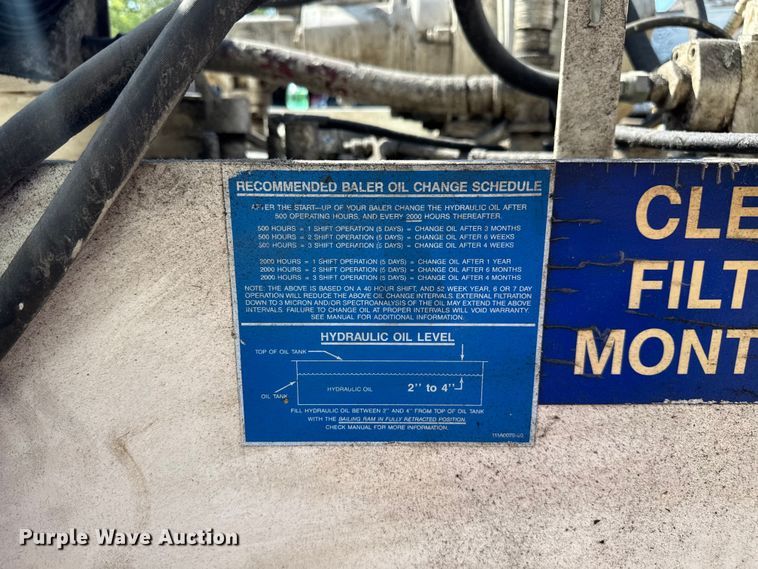 RECOMMENDED BALER OIL CHANGE SCHEDULE
AFTER THE START-UP OF YOUR BALER CHANGE THE HYDRAULIC OIL AFTER
500 OPERATING HOURS, AND EVERY 2000 HOURS THEREAFTER.
500 HOURS = 1 SHIFT OPERATION (5 DAYS) = CHANGE OIL AFTER 3 MONTHS
500 HOURS = 2 SHIFT OPERATION (5 DAYS) = CHANGE OIL AFTER 6 WEEKS
500 HOURS = 3 SHIFT OPERATION (5 DAYS) = CHANGE OIL AFTER 4 WEEKS
2000 HOURS = 1 SHIFT OPERATION (5 DAYS) = CHANGE OIL AFTER 1 YEAR
2000 HOURS = 2 SHIFT OPERATION (5 DAYS) = CHANGE OIL AFTER 6 MONTHS
2000 HOURS = 3 SHIFT OPERATION (5 DAYS) = CHANGE OIL AFTER 4 MONTHS
NOTE: THE ABOVE IS BASED ON A 40 HOUR SHIFT, AND 52 WEEK YEAR, 6 OR 7 DAY
OPERATION WILL REDUCE THE ABOVE OIL CHANGE INTERVALS. EXTERNAL FILTRATION
DOWN TO 3 MICRON AND/OR SPECTROANALYSIS OF THE OIL MAY EXTEND THE ABOVE
INTERVALS. FAILURE TO CHANGE OIL AT PROPER INTERVALS WILL VOID WARRANTY.
SEE MANUAL FOR ADDITIONAL INFORMATION.
HYDRAULIC OIL LEVEL
TOP OF OIL TANK
HYDRAULIC OIL
2" to 4"
OIL TANK
FILL HYDRAULIC OIL BETWEEN 2" AND 4" FROM TOP OF OIL TANK
WITH THE BAILING RAM IN FULLY RETRACTED POSITION.
CHECK MANUAL FOR MORE INFORMATION.
CLE
FILT
MONT
Purple Wave Auction